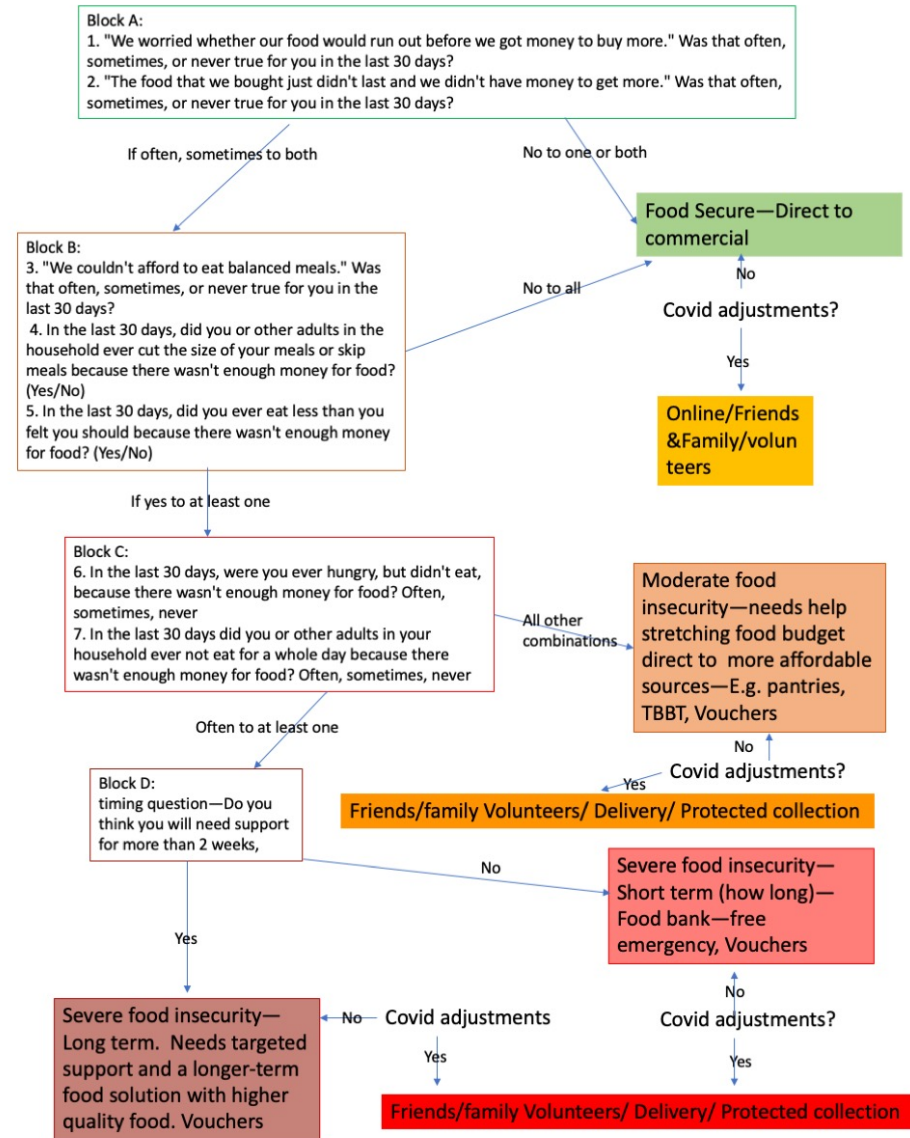 Block A:
1. "We worried whether our food would run out before we got money to buy more." Was that often,
sometimes, or never true for you in the last 30 days?
2. "The food that we bought just didn't last and we didn't have money to get more." Was that often,
sometimes, or never true for you in the last 30 days?
If often, sometimes to both
No to one or both
Food Secure—Direct to
commercial
Block B:
3. "We couldn't afford to eat balanced meals." Was
that often, sometimes, or never true for you in the
last 30 days?
4. In the last 30 days, did you or other adults in the
household ever cut the size of your meals or skip
meals because there wasn't enough money for food?
(Yes/No)
5. In the last 30 days, did you ever eat less than you
felt you should because there wasn't enough money
for food? (Yes/No)
No to all
No
Covid adjustments?
Yes
Online/Friends
&Family/volun
teers
If yes to at least one
Block C:
6. In the last 30 days, were you ever hungry, but didn't eat,
because there wasn't enough money for food? Often,
sometimes, never
7. In the last 30 days did you or other adults in your
household ever not eat for a whole day because there
wasn't enough money for food? Often, sometimes, never
All other
combinations
Moderate food
insecurity—needs help
stretching food budget
direct to more affordable
sources—E.g. pantries,
TBBT, Vouchers
Often to at least one
No
Covid adjustments?
Yes
Friends/family Volunteers/ Delivery/ Protected collection
Block D:
timing question—Do you
think you will need support
for more than 2 weeks,
No
Severe food insecurity—
Short term (how long)—
Food bank—free
emergency, Vouchers
Yes
Severe food insecurity—
Long term. Needs targeted
support and a longer-term
food solution with higher
quality food. Vouchers
No
Covid adjustments
Yes
No
Covid adjustments?
Yes
Friends/family Volunteers/ Delivery/ Protected collection